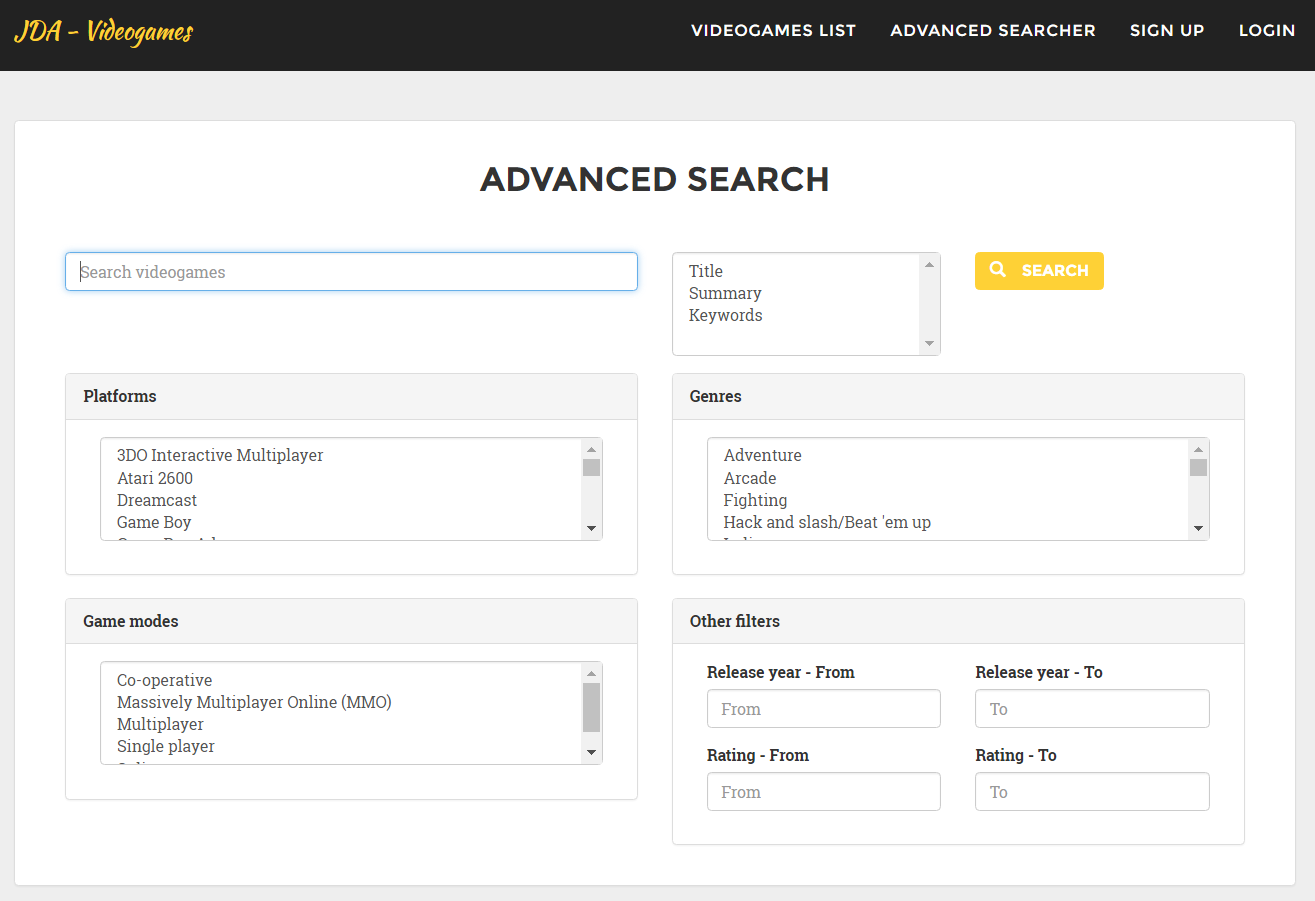 JDA - Videogames
VIDEOGAMES LIST
ADVANCED SEARCHER
SIGN UP
LOGIN
ADVANCED SEARCH
Search videogames
Title
Summary
Keywords
SEARCH
Platforms
3DO Interactive Multiplayer
Atari 2600
Dreamcast
Game Boy
Genres
Adventure
Arcade
Fighting
Hack and slash/Beat 'em up
Game modes
Co-operative
Massively Multiplayer Online (MMO)
Multiplayer
Single player
Other filters
Release year - From
Release year - To
From
To
Rating - From
Rating - To
From
To